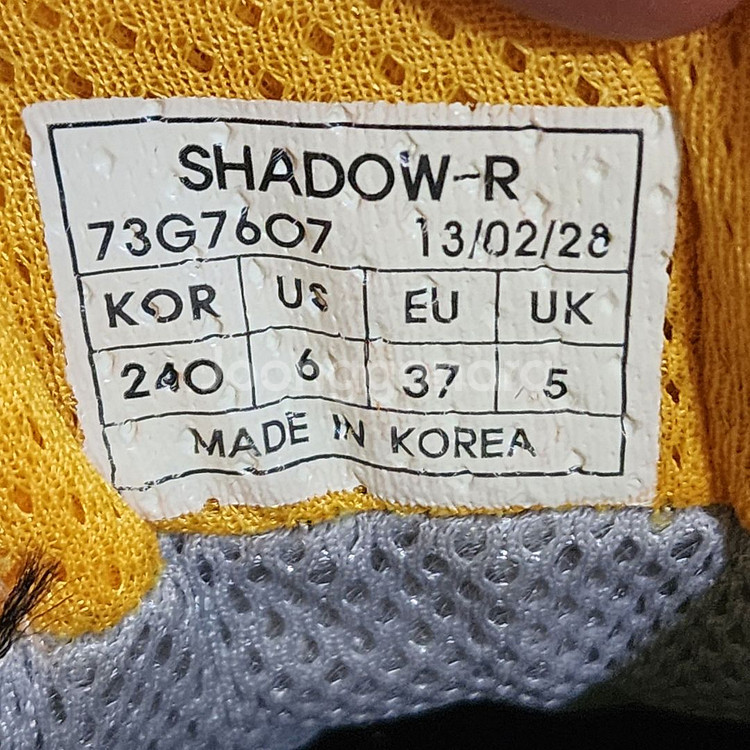 SHADOW-R
73G7607 13/02/28
KOR US EU UK
240 6 37 5
MADE IN KOREA